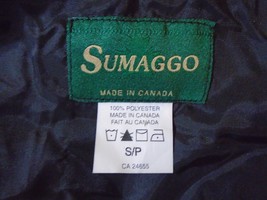 SUMAGGO
MADE IN CANADA
100% POLYESTER
MADE IN CANADA
FAIT AU CANADA
S/P
CA 24655